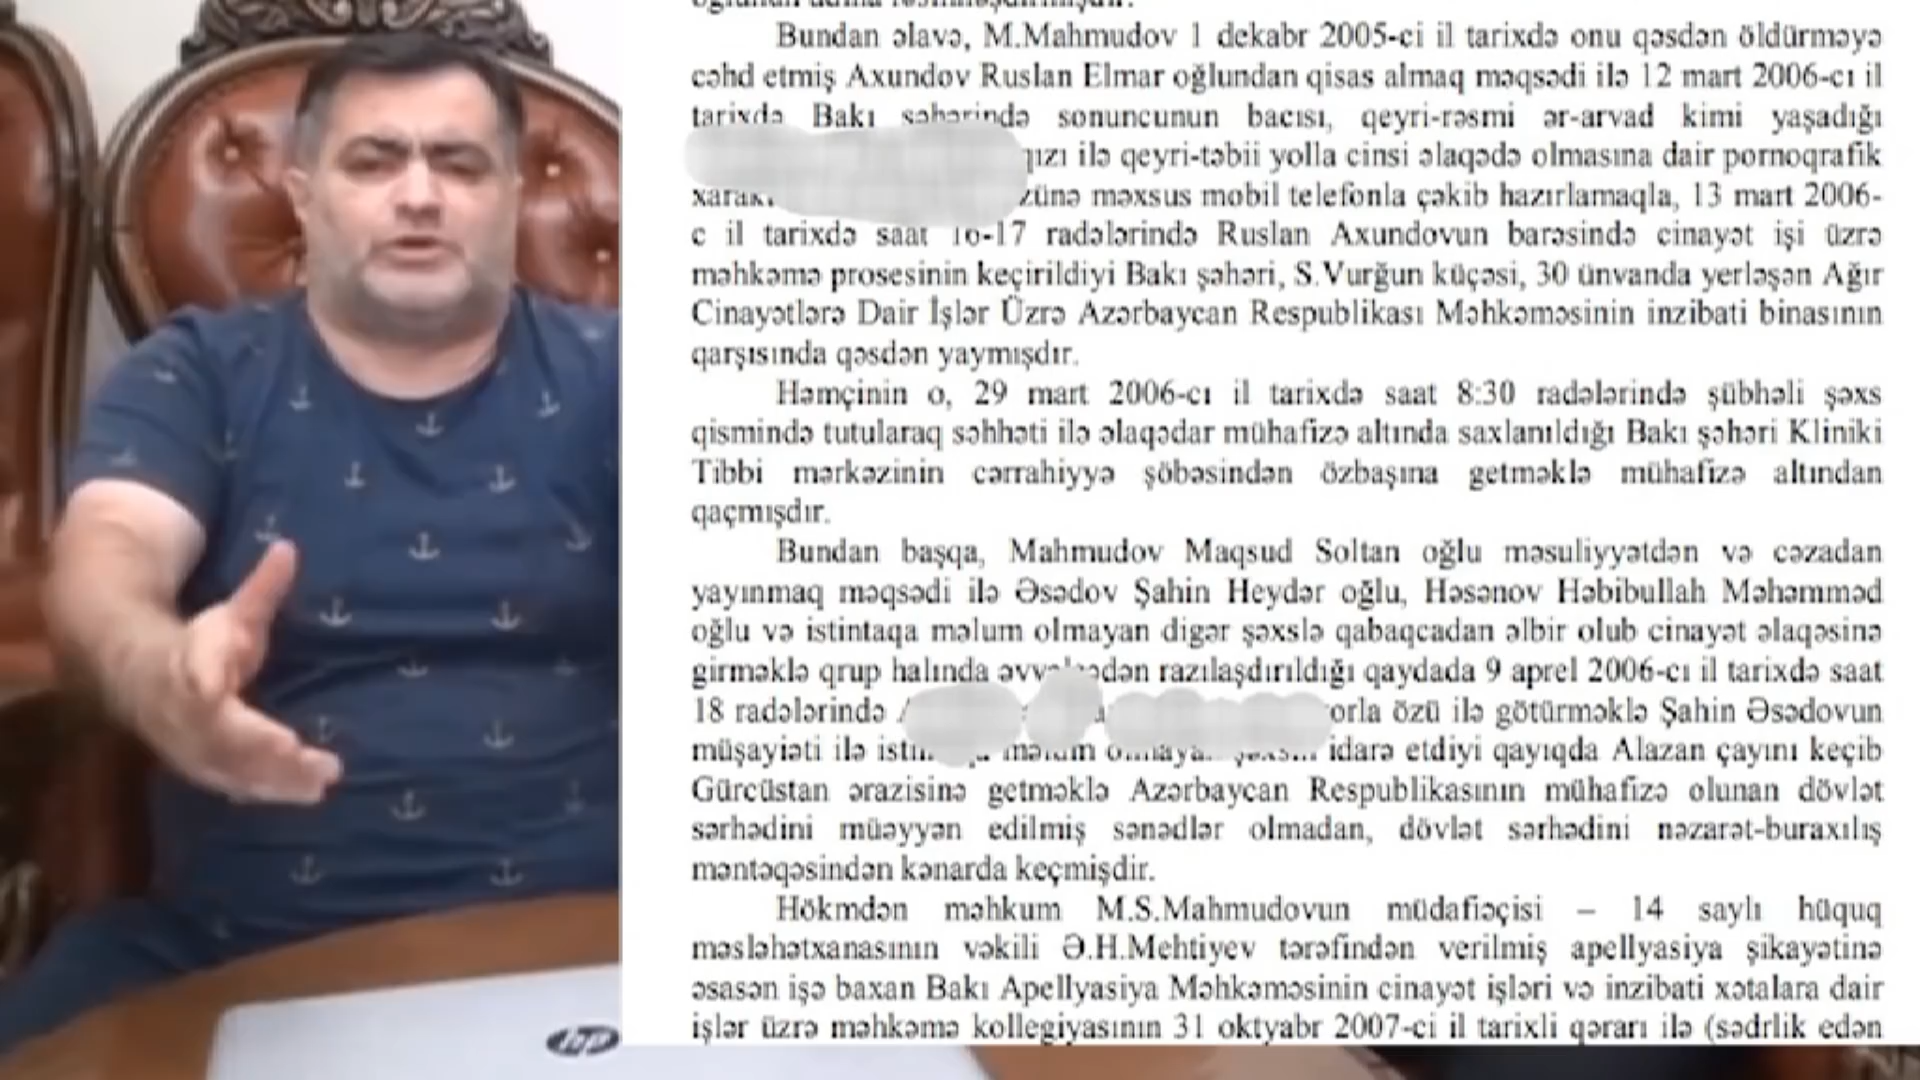 Bundan əlavə, M.Mahmudov 1 dekabr 2005-ci il tarixdə onu qəsdən öldürməyə
cəhd etmiş Axundov Ruslan Elmar oğlundan qisas almaq məqsədi ilə 12 mart 2006-cı il
tarixdə Bakı şəhərində sonuncunun bacısı, qeyri-rəsmi ər-arvad kimi yaşadığı
qızı ilə qeyri-təbii yolla cinsi əlaqədə olmasına dair pornoqrafik
məxsus mobil telefonla çəkib hazırlamaqla, 13 mart 2006-
c il tarixdə saat 16-17 radələrində Ruslan Axundovun barəsində cinayət işi üzrə
məhkəmə prosesinin keçirildiyi Bakı şəhəri, S.Vurğun küçəsi, 30 ünvanda yerləşən Ağır
Cinayətlərə Dair İşlər Üzrə Azərbaycan Respublikası Məhkəməsinin inzibati binasının
qarşısında qəsdən yaymışdır.
Həmçinin o, 29 mart 2006-cı il tarixdə saat 8:30 radələrində şübhəli şəxs
qismində tutularaq səhhəti ilə əlaqədar mühafizə altında saxlanıldığı Bakı şəhəri Kliniki
Tibbi mərkəzinin cərrahiyyə şöbəsindən özbaşına getməklə mühafizə altından
qaçmışdır.
Bundan başqa, Mahmudov Maqsud Soltan oğlu məsuliyyətdən və cəzadan
yayınmaq məqsədi ilə Əsədov Şahin Heydər oğlu, Həsənov Həbibullah Məhəmməd
oğlu və istintaqa məlum olmayan digər şəxslə qabaqcadan əlbir olub cinayət əlaqəsinə
girməklə qrup halında razılaşdırıldığı qaydada 9 aprel 2006-cı il tarixdə saat
18 radələrində özü ilə götürməklə Şahin Əsədovun
müşayiəti ilə idarə etdiyi qayıqda Alazan çayını keçib
Gürcüstan ərazisinə getməklə Azərbaycan Respublikasının mühafizə olunan dövlət
sərhədini müəyyən edilmiş sənədlər olmadan, dövlət sərhədini nəzarət-buraxılış
məntəqəsindən kənarda keçmişdir.
Hökmdən məhkum M.S.Mahmudovun müdafiəçisi – 14 saylı hüquq
məsləhətxanasının vəkili Ə.H.Mehtiyev tərəfindən verilmiş apellyasiya şikayətinə
əsasən işə baxan Bakı Apellyasiya Məhkəməsinin cinayət işləri və inzibati xətalara dair
işlər üzrə məhkəmə kollegiyasının 31 oktyabr 2007-ci il tarixli qərarı ilə (sədrlik edən
hp